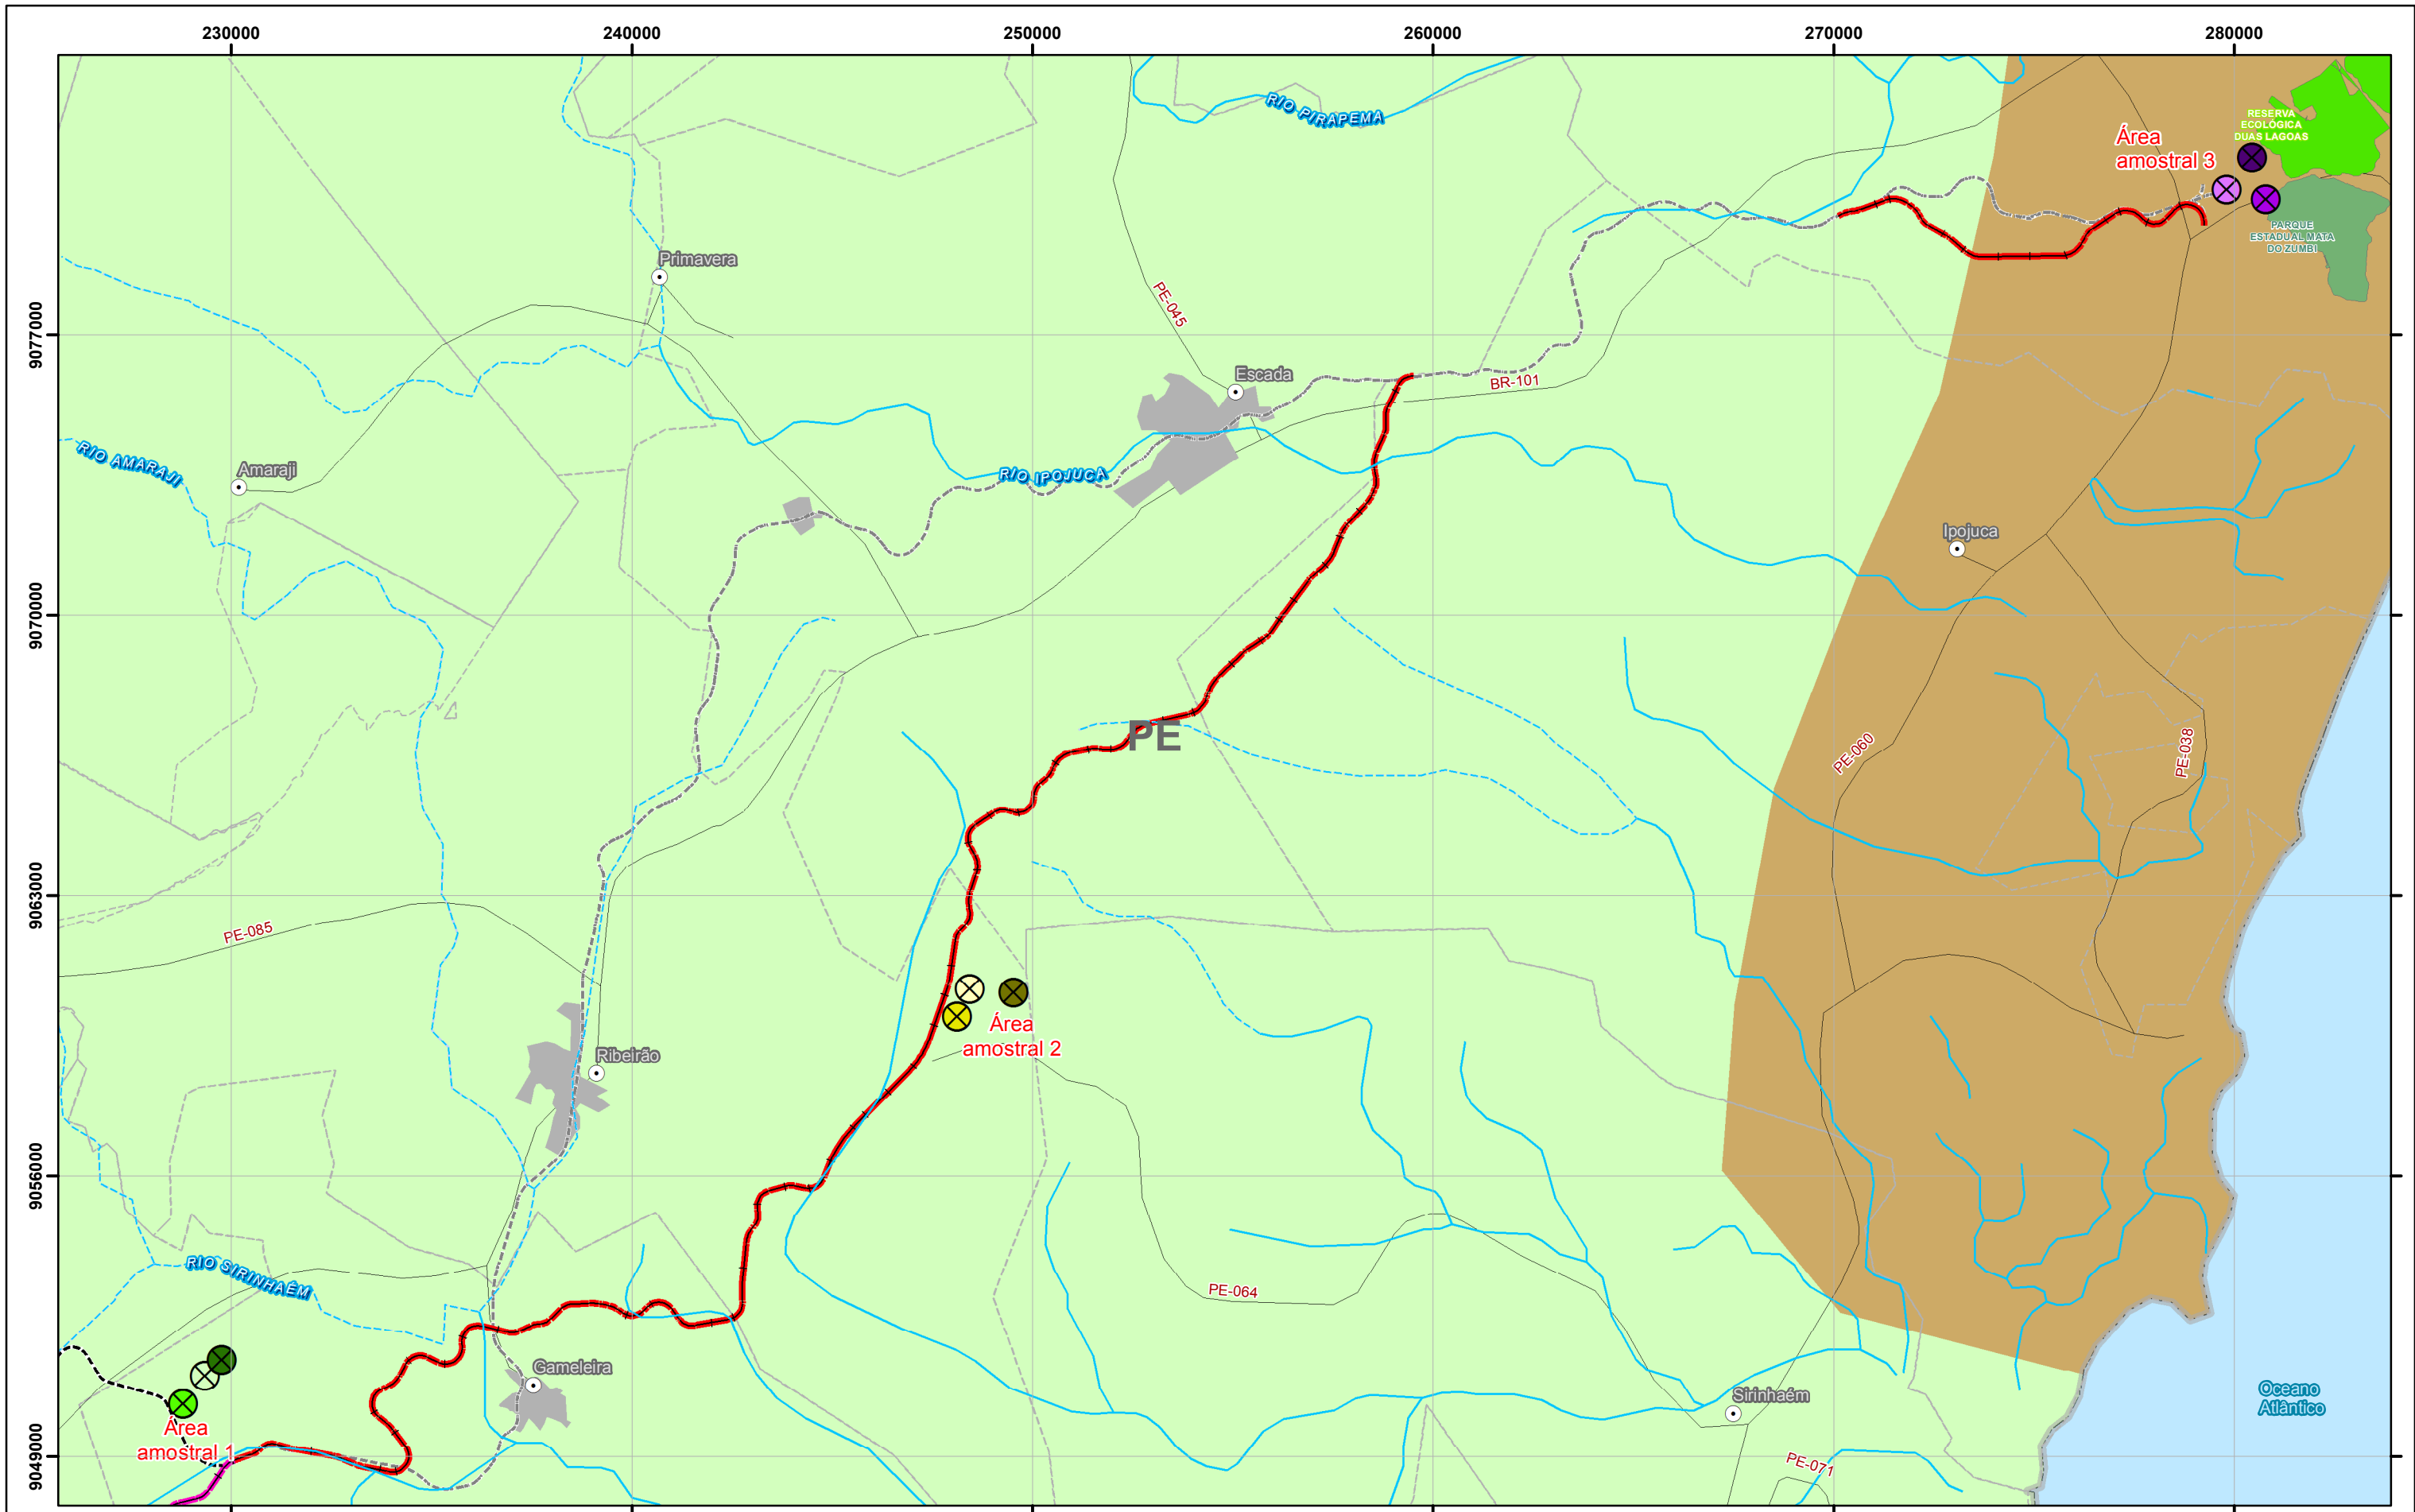 230000
240000
250000
260000
270000
280000
RIO PIRAPEMA
RESERVA
ECOLÓGICA
DUAS LAGOAS
Área
amostral 3
PARQUE
ESTADUAL MATA
DO ZUMBI
Primavera
PE-045
9077000
Escada
BR-101
RIO AMARAJI
Amaraji
RIO IPOJUCA
Ipojuca
9070000
PE
PE-060
PE-038
9063000
PE-085
Área
amostral 2
Ribeirão
9056000
RIO SIRINHAÉM
PE-064
Gameleira
Sirinhaém
Oceano
Atlântico
Área
amostral 1
9049000
PE-071